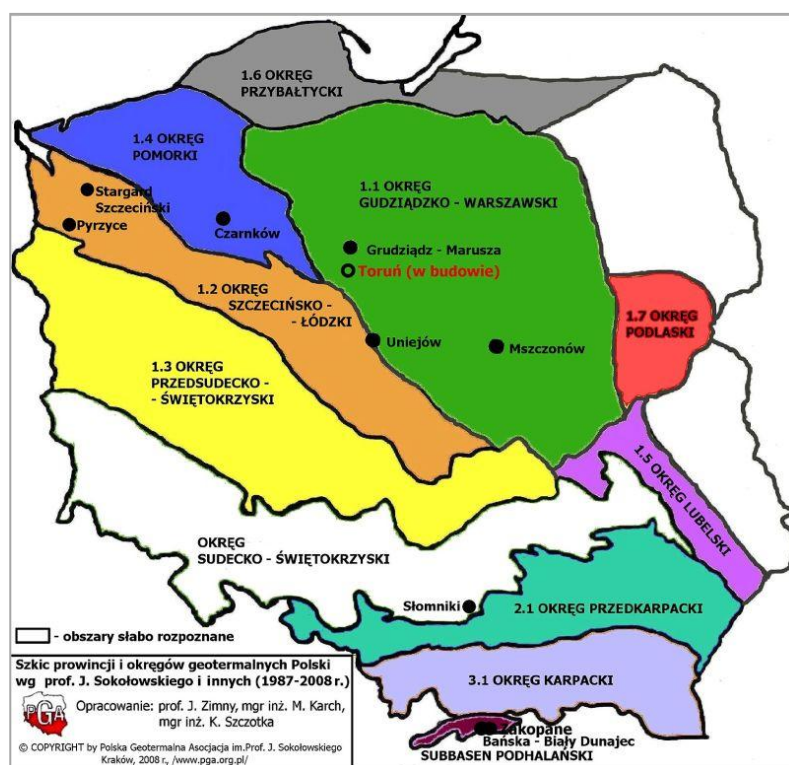 1.6 OKRĘG
PRZYBAŁTYCKI
1.4 OKRĘG
POMORKI
1.1 OKRĘG
GUDZIĄDZKO - WARSZAWSKI
Stargard
Szczeciński
Pyrzyce
Czarnków
Grudziądz - Marusza
Toruń (w budowie)
1.2 OKRĘG
SZCZECIŃSKO -
- ŁÓDZKI
1.7 OKRĘG
PODLASKI
Uniejów
Mszczonów
1.3 OKRĘG
PRZEDSUDECKO -
- ŚWIĘTOKRZYSKI
1.5 OKRĘG LUBELSKI
OKRĘG
SUDECKO - ŚWIĘTOKRZYSKI
Słomniki
2.1 OKRĘG PRZEDKARPACKI
3.1 OKRĘG KARPACKI
Zakopane
Bańska - Biały Dunajec
SUBBASEN PODHALAŃSKI
- obszary słabo rozpoznane
Szkic prowincji i okręgów geotermalnych Polski
wg prof. J. Sokołowskiego i innych (1987-2008 r.)
PGA
Opracowanie: prof. J. Zimny, mgr inż. M. Karch,
mgr inż. K. Szczotka
© COPYRIGHT by Polska Geotermalna Asocjacja im.Prof. J. Sokołowskiego
Kraków, 2008 r., /www.pga.org.pl/